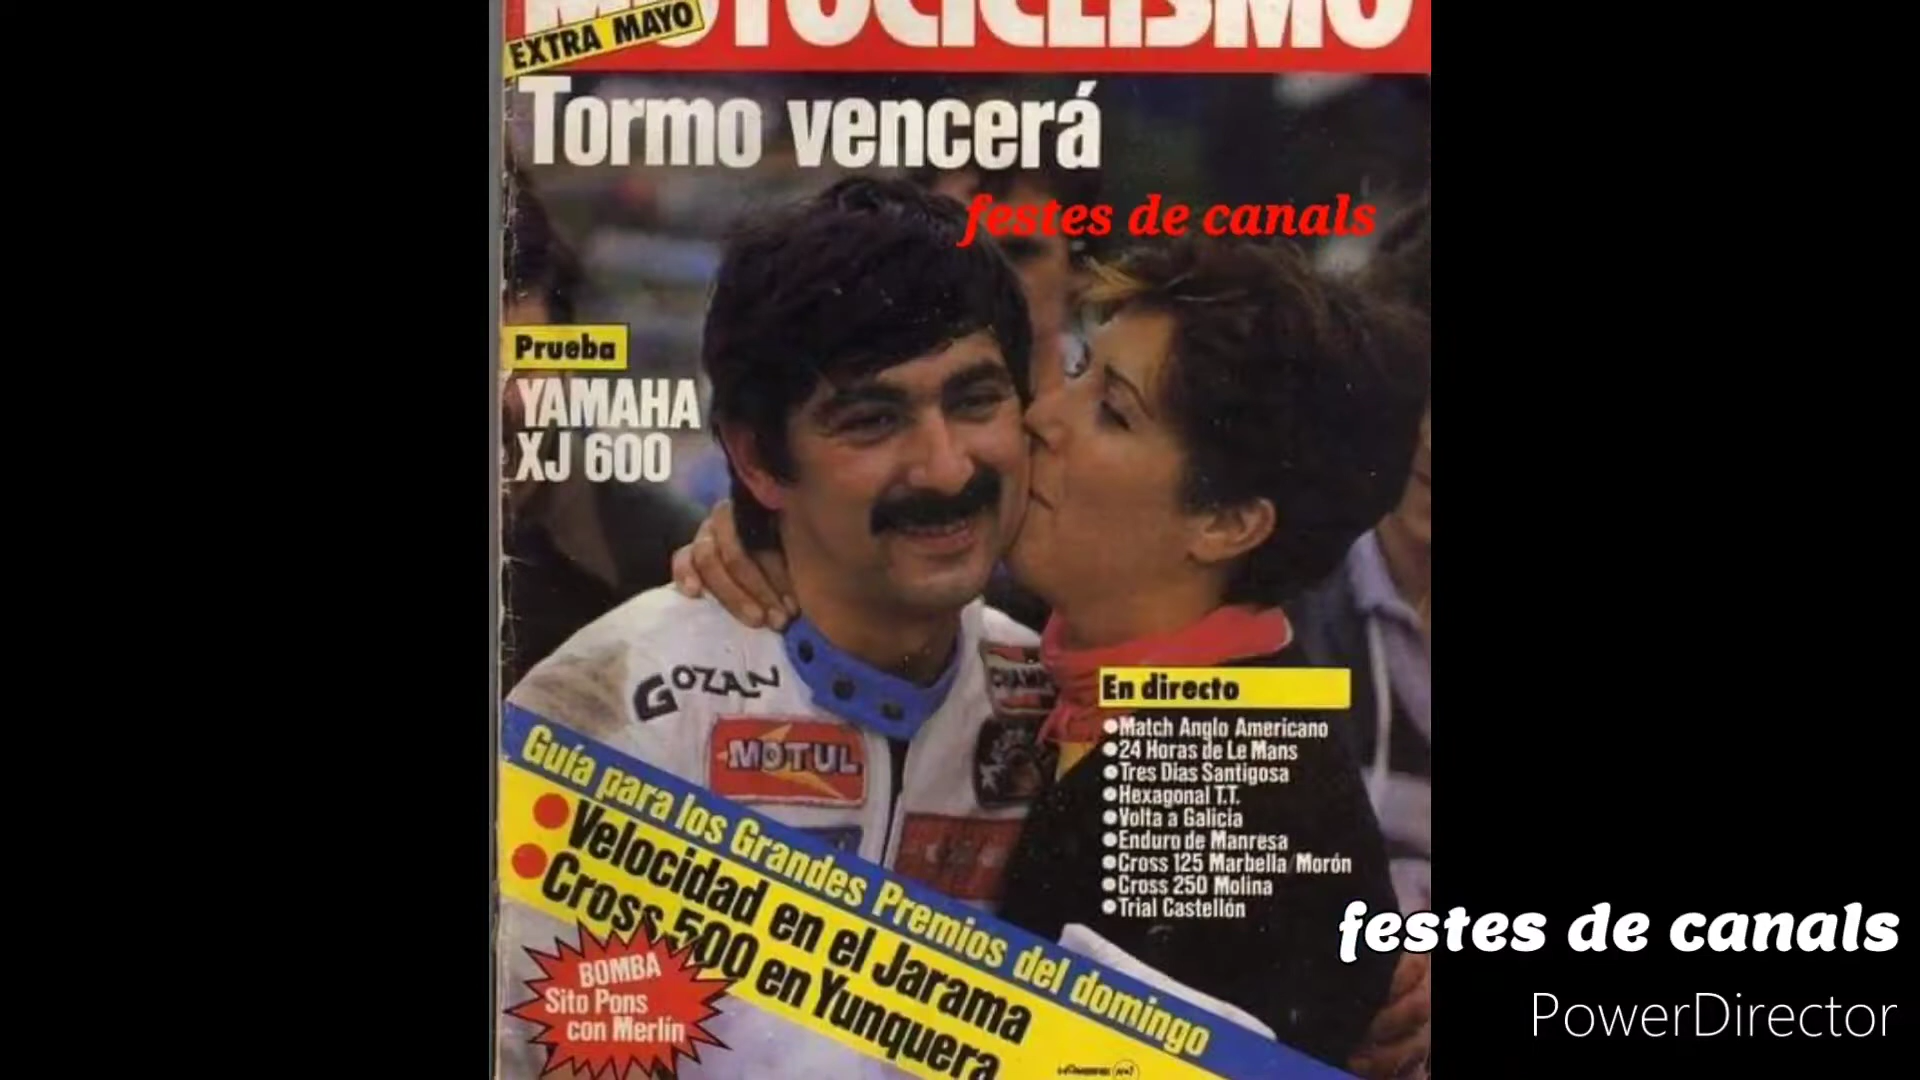 MOTOCICLISMO
EXTRA MAYO
Tormo vencerá
festes de canals
Prueba
YAMAHA
XJ 600
GOZAN
MOTUL
En directo
Match Anglo Americano
24 Horas de Le Mans
Tres Dias Santigosa
Hexagonal T.T.
Volta a Galicia
Enduro de Manresa
Cross 125 Marbella/Morón
Cross 250 Molina
Trial Castellón
Guía para los Grandes Premios del domingo
Velocidad en el Jarama
Cross 500 en Yunquera
BOMBA
Sito Pons
con Merlín
festes de canals
PowerDirector